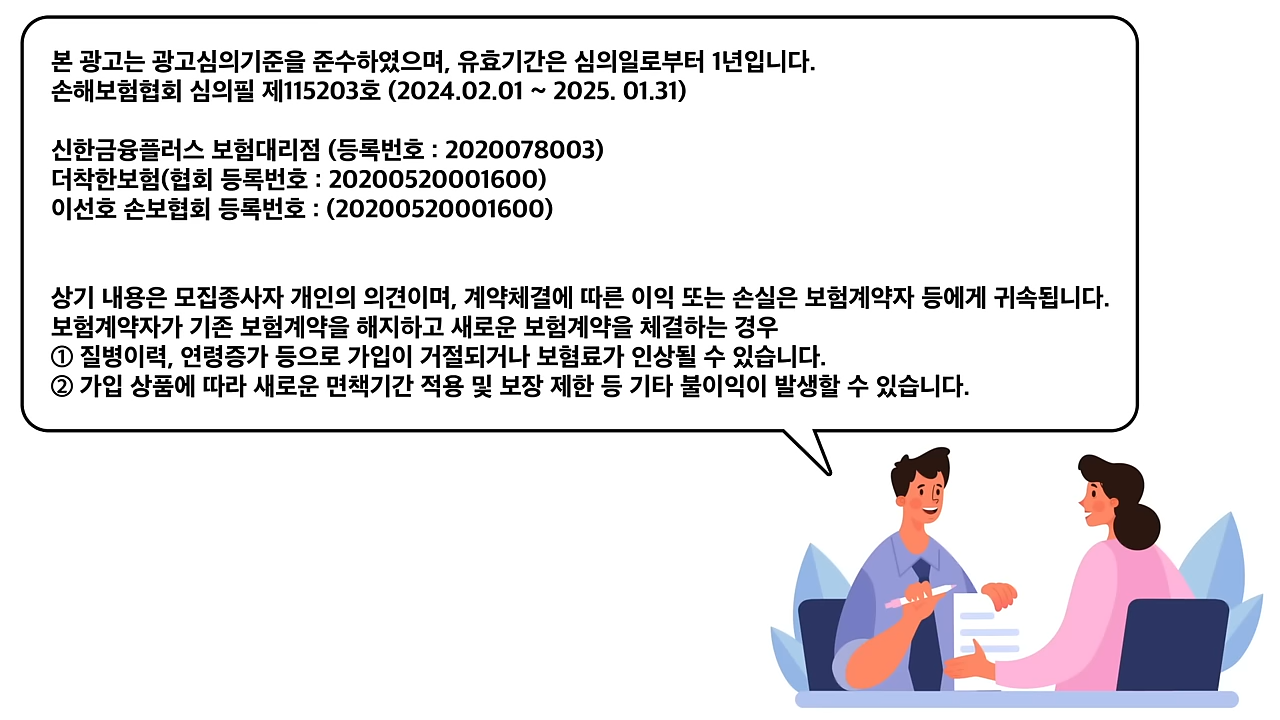 본 광고는 광고심의기준을 준수하였으며, 유효기간은 심의일로부터 1년입니다.
손해보험협회 심의필 제115203호 (2024.02.01 ~ 2025. 01.31)
신한금융플러스 보험대리점 (등록번호 : 2020078003)
더착한보험(협회 등록번호 : 20200520001600)
이선호 손보협회 등록번호 : (20200520001600)
상기 내용은 모집종사자 개인의 의견이며, 계약체결에 따른 이익 또는 손실은 보험계약자 등에게 귀속됩니다.
보험계약자가 기존 보험계약을 해지하고 새로운 보험계약을 체결하는 경우
① 질병이력, 연령증가 등으로 가입이 거절되거나 보험료가 인상될 수 있습니다.
② 가입 상품에 따라 새로운 면책기간 적용 및 보장 제한 등 기타 불이익이 발생할 수 있습니다.